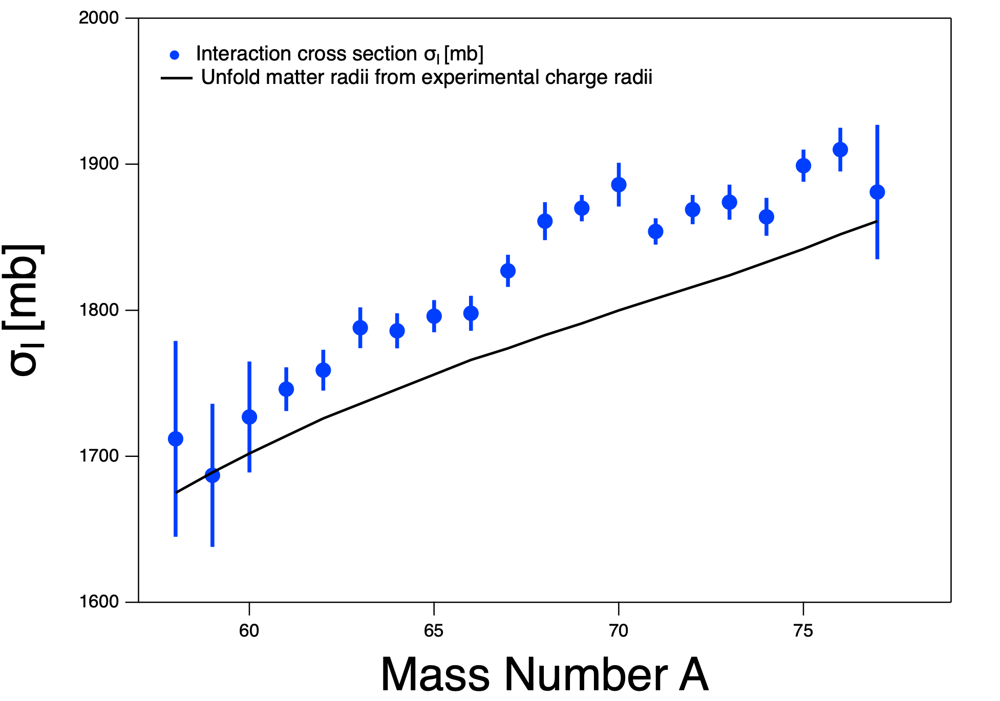 2000
Interaction cross section σI [mb]
Unfold matter radii from experimental charge radii
1900
σI [mb]
1800
1700
1600
60 65 70 75
Mass Number A